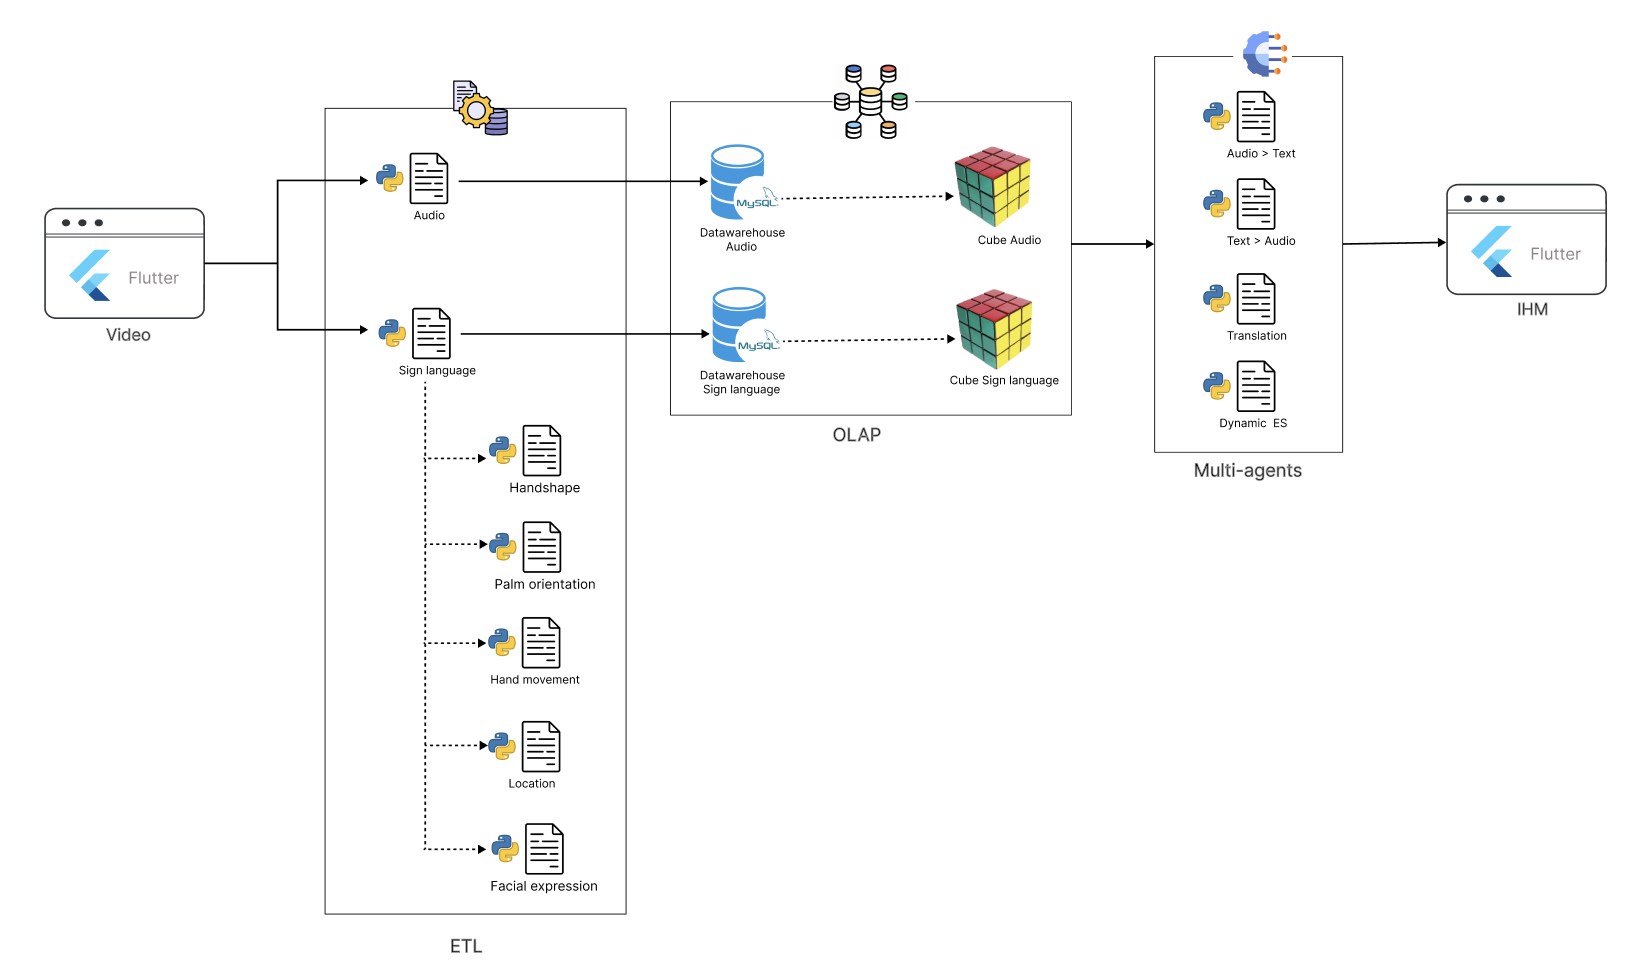 Flutter
Video
Audio
Sign language
Handshape
Palm orientation
Hand movement
Location
Facial expression
ETL
MySQL
Datawarehouse
Audio
Cube Audio
MySQL
Datawarehouse
Sign language
Cube Sign language
OLAP
Audio > Text
Text > Audio
Translation
Dynamic  ES
Multi-agents
Flutter
IHM